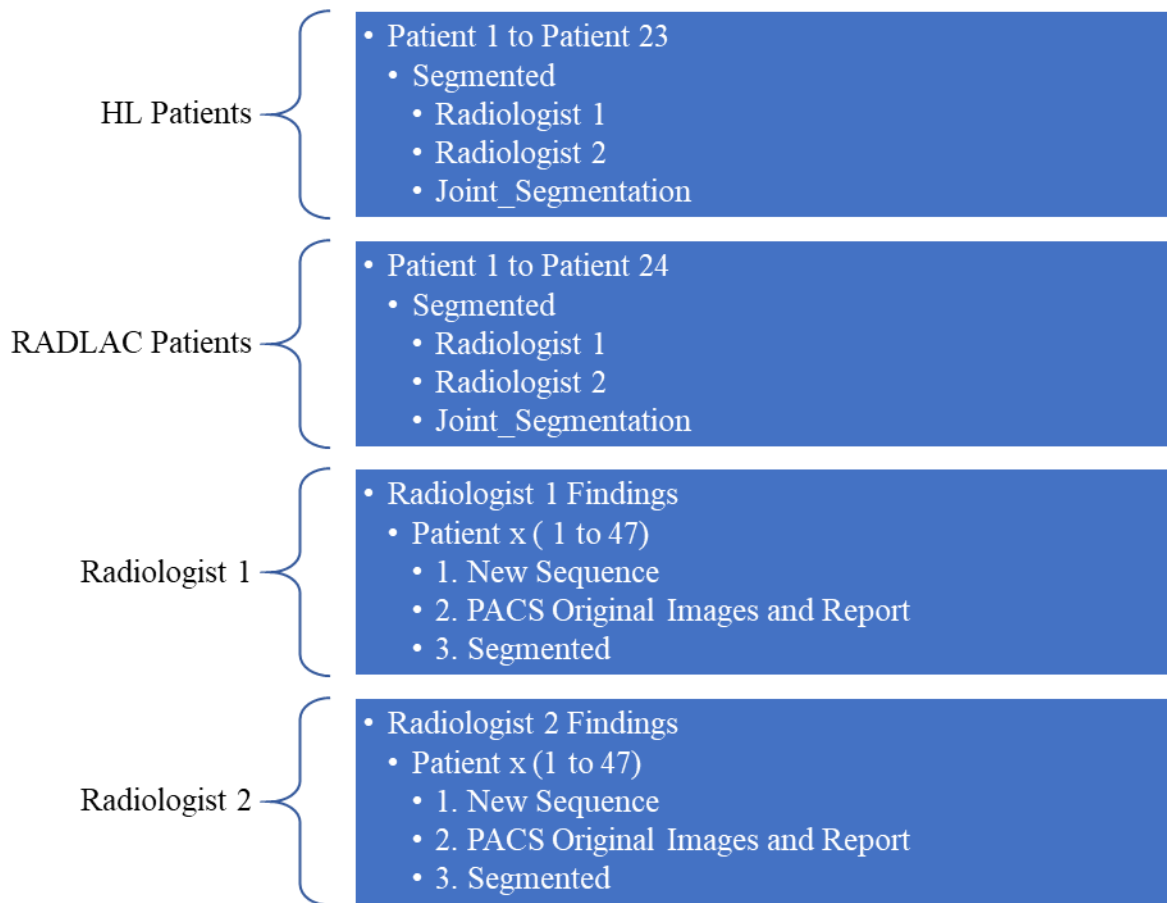 HL Patients
• Patient 1 to Patient 23
• Segmented
• Radiologist 1
• Radiologist 2
• Joint_Segmentation
RADLAC Patients
• Patient 1 to Patient 24
• Segmented
• Radiologist 1
• Radiologist 2
• Joint_Segmentation
Radiologist 1
• Radiologist 1 Findings
• Patient x ( 1 to 47)
• 1. New Sequence
• 2. PACS Original Images and Report
• 3. Segmented
Radiologist 2
• Radiologist 2 Findings
• Patient x (1 to 47)
• 1. New Sequence
• 2. PACS Original Images and Report
• 3. Segmented